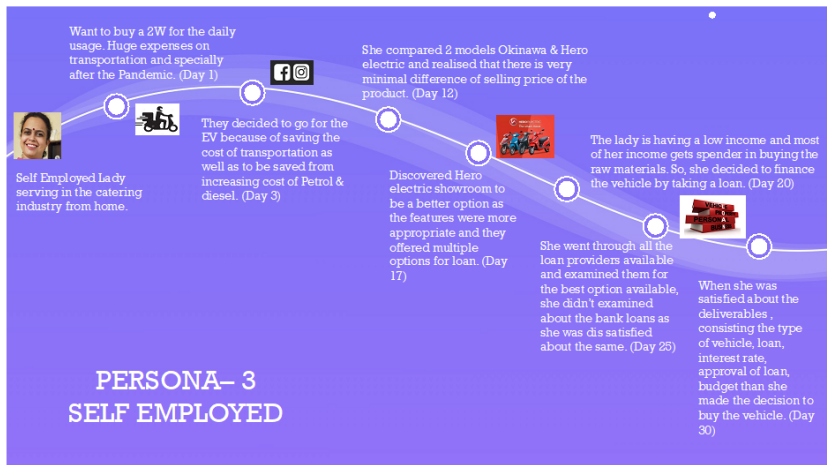 Want to buy a 2W for the daily
usage. Huge expenses on
transportation and specially
after the Pandemic. (Day 1)
Self Employed Lady
serving in the catering
industry from home.
They decided to go for the
EV because of saving the
cost of transportation as
well as to be saved from
increasing cost of Petrol &
diesel. (Day 3)
She compared 2 models Okinawa & Hero
electric and realised that there is very
minimal difference of selling price of the
product. (Day 12)
Discovered Hero
electric showroom to
be a better option as
the features were more
appropriate and they
offered multiple
options for loan. (Day
17)
The lady is having a low income and most
of her income gets spender in buying the
raw materials. So, she decided to finance
the vehicle by taking a loan. (Day 20)
VEHICLE
PERSONAL
She went through all the
loan providers available
and examined them for
the best option available,
she didn't examined
about the bank loans as
she was dis satisfied
about the same. (Day 25)
When she was
satisfied about the
deliverables ,
consisting the type
of vehicle, loan,
interest rate,
approval of loan,
budget than she
made the decision to
buy the vehicle. (Day
30)
PERSONA– 3
SELF EMPLOYED